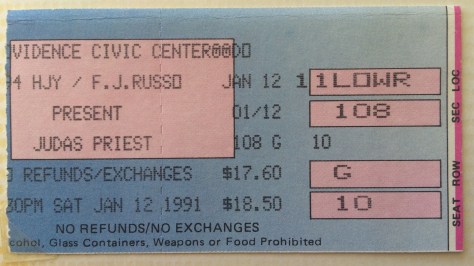 VIDENCE CIVIC CENTER
4 HJY / F.J.RUSSO JAN 12 1 1LOWR
PRESENT 01/12 108
JUDAS PRIEST 108 G 10
REFUNDS/EXCHANGES $17.60 G
30PM SAT JAN 12 1991 $18.50 10
NO REFUNDS/NO EXCHANGES
cohol, Glass Containers, Weapons or Food Prohibited
SEAT ROW SEC LOC